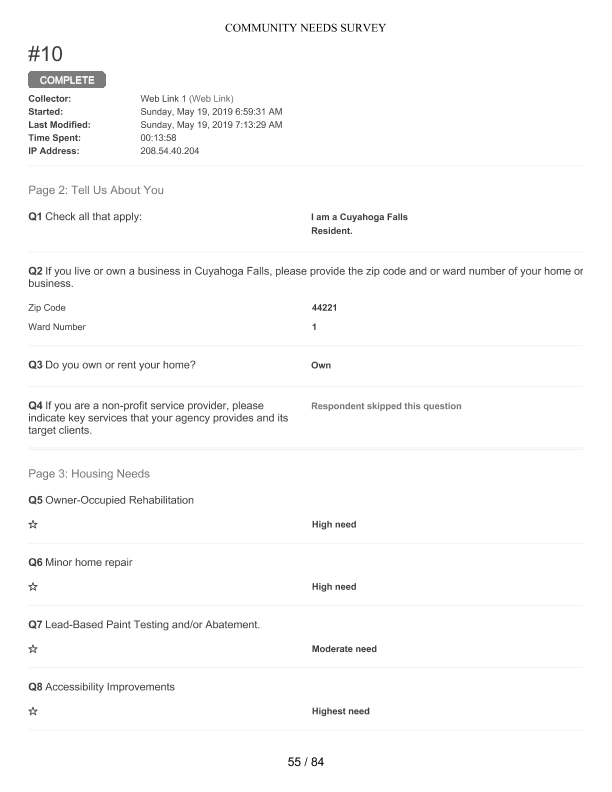 COMMUNITY NEEDS SURVEY
#10
COMPLETE
Collector: Web Link 1 (Web Link)
Started: Sunday, May 19, 2019 6:59:31 AM
Last Modified: Sunday, May 19, 2019 7:13:29 AM
Time Spent: 00:13:58
IP Address: 208.54.40.204
Page 2: Tell Us About You
Q1 Check all that apply: I am a Cuyahoga Falls
Resident.
Q2 If you live or own a business in Cuyahoga Falls, please provide the zip code and or ward number of your home or
business.
Zip Code 44221
Ward Number 1
Q3 Do you own or rent your home? Own
Q4 If you are a non-profit service provider, please Respondent skipped this question
indicate key services that your agency provides and its
target clients.
Page 3: Housing Needs
Q5 Owner-Occupied Rehabilitation
☆ High need
Q6 Minor home repair
☆ High need
Q7 Lead-Based Paint Testing and/or Abatement.
☆ Moderate need
Q8 Accessibility Improvements
☆ Highest need
55 / 84